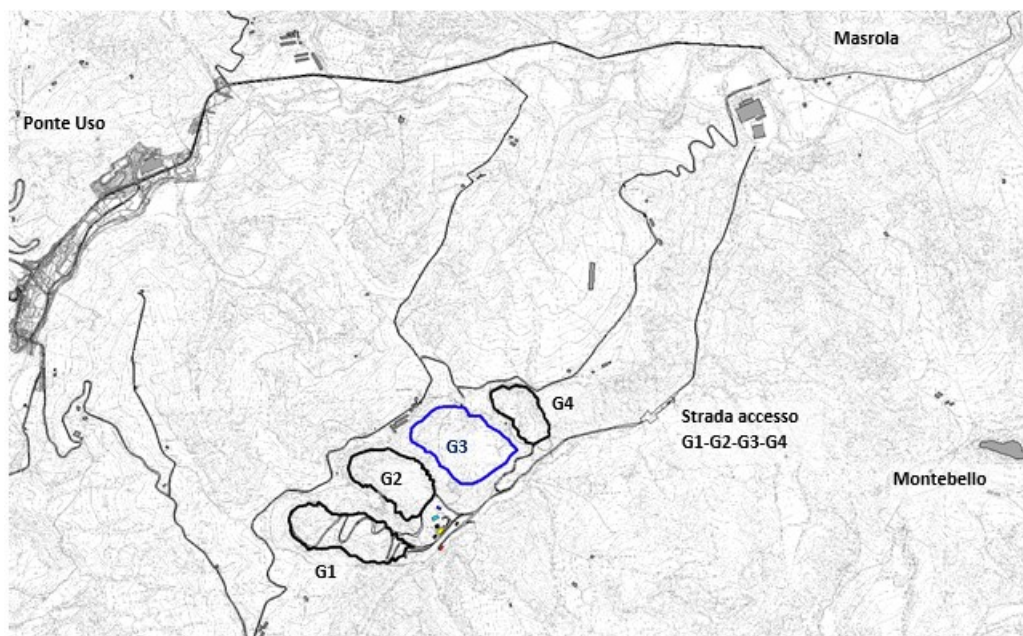 Masrola
Ponte Uso
G4
Strada accesso
G1-G2-G3-G4
G3
G2
Montebello
G1